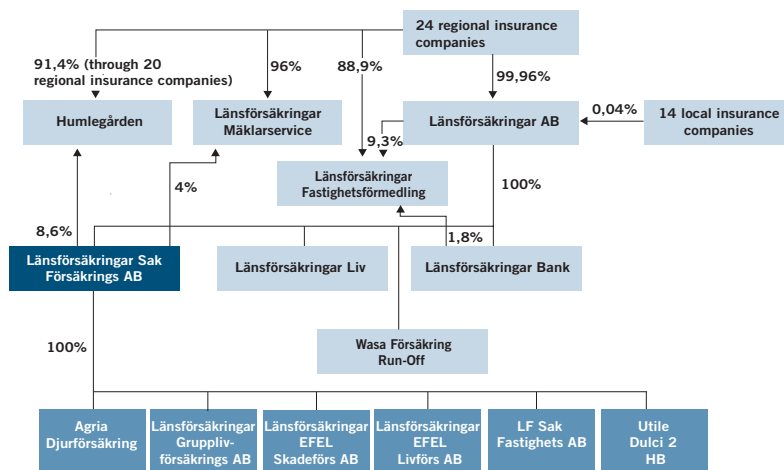 24 regional insurance
companies
91,4% (through 20
regional insurance companies)
96%
88,9%
99,96%
Humlegården
Länsförsäkringar
Mäklarservice
Länsförsäkringar AB
0,04%
14 local insurance
companies
9,3%
Länsförsäkringar
Fastighetsförmedling
4%
100%
8,6%
1,8%
Länsförsäkringar Sak
Försäkrings AB
Länsförsäkringar Liv
Länsförsäkringar Bank
100%
Wasa Försäkring
Run-Off
Agria
Djurförsäkring
Länsförsäkringar
Gruppliv-
försäkrings AB
Länsförsäkringar
EFEL
Skadeförs AB
Länsförsäkringar
EFEL
Livförs AB
LF Sak
Fastighets AB
Utile
Dulci 2
HB